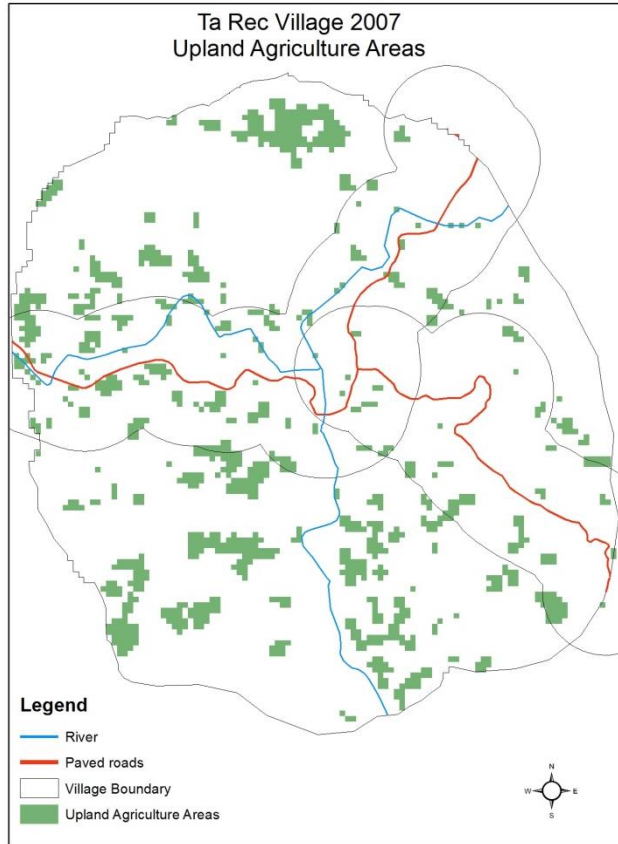 Ta Rec Village 2007
Upland Agriculture Areas
Legend
River
Paved roads
Village Boundary
Upland Agriculture Areas
N
W E
S